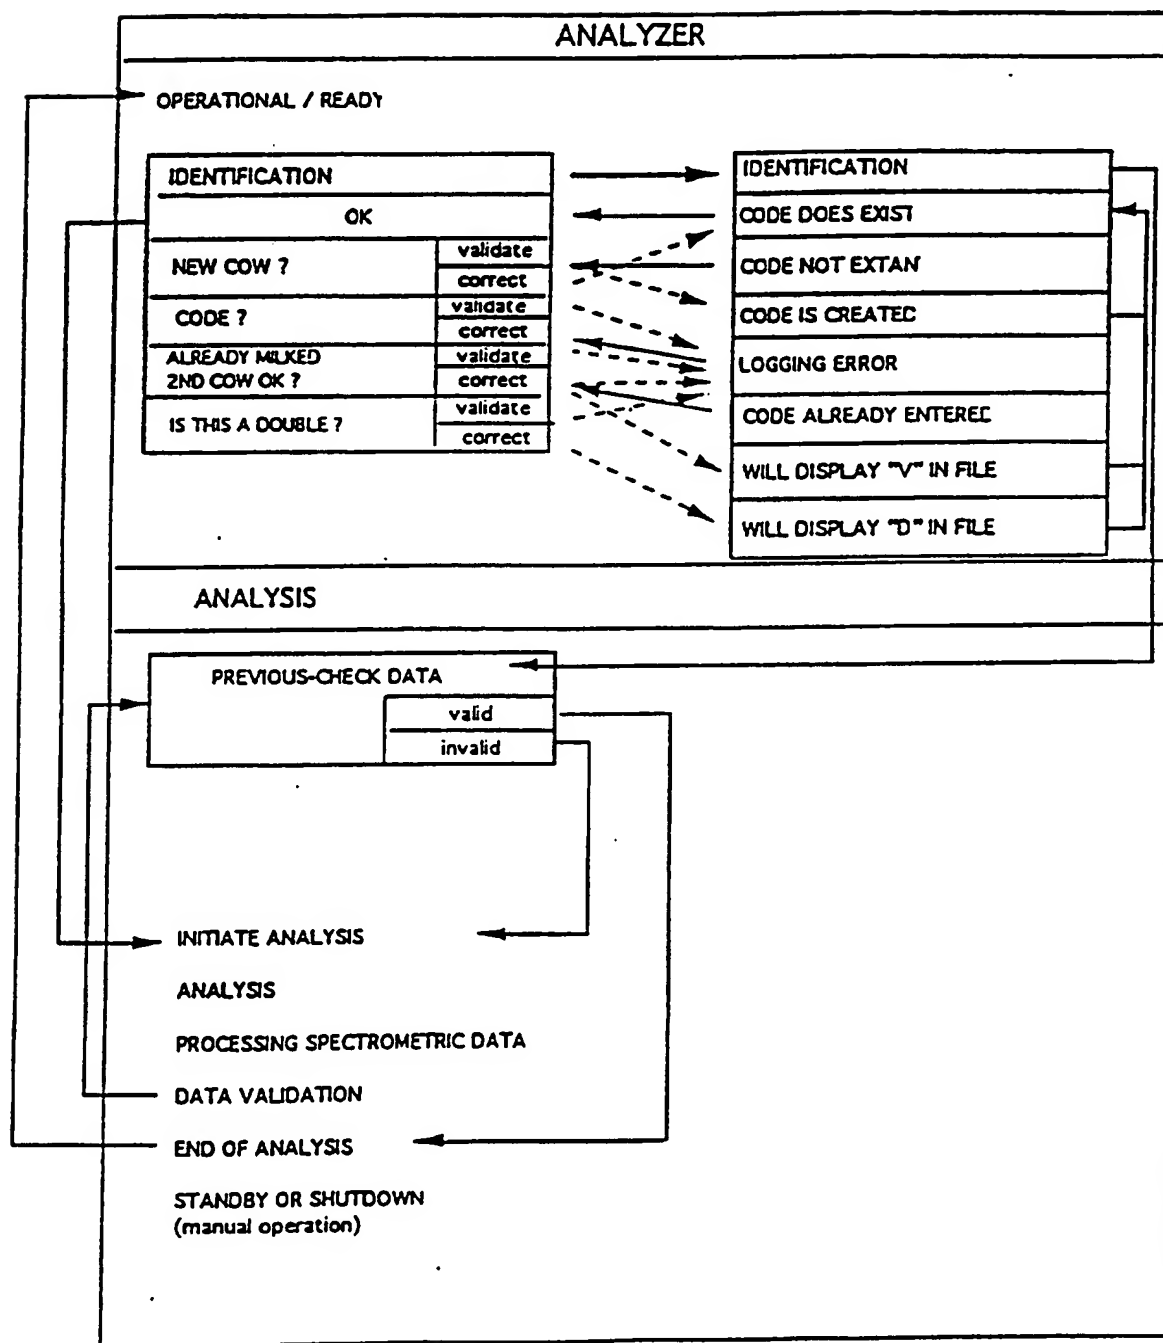 ANALYZER
OPERATIONAL / READY
IDENTIFICATION
OK
NEW COW ?
validate
correct
CODE ?
validate
correct
ALREADY MILKED
2ND COW OK ?
validate
correct
IS THIS A DOUBLE ?
validate
correct
IDENTIFICATION
CODE DOES EXIST
CODE NOT EXTAN
CODE IS CREATED
LOGGING ERROR
CODE ALREADY ENTERED
WILL DISPLAY "V" IN FILE
WILL DISPLAY "D" IN FILE
ANALYSIS
PREVIOUS-CHECK DATA
valid
invalid
INITIATE ANALYSIS
ANALYSIS
PROCESSING SPECTROMETRIC DATA
DATA VALIDATION
END OF ANALYSIS
STANDBY OR SHUTDOWN
(manual operation)